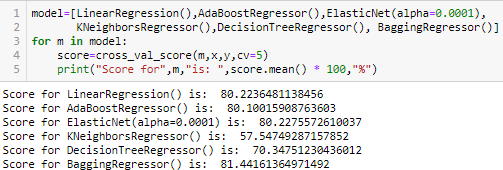 1 model=[LinearRegression(),AdaBoostRegressor(),ElasticNet(alpha=0.0001),
2 KNeighborsRegressor(),DecisionTreeRegressor(), BaggingRegressor()]
3 for m in model:
4 score=cross_val_score(m,x,y,cv=5)
5 print("Score for",m,"is: ",score.mean() * 100,"%")
Score for LinearRegression() is:  80.2236481138456
Score for AdaBoostRegressor() is:  80.10015908763603
Score for ElasticNet(alpha=0.0001) is:  80.2275572610037
Score for KNeighborsRegressor() is:  57.54749287157852
Score for DecisionTreeRegressor() is:  70.34751230436012
Score for BaggingRegressor() is:  81.44161364971492